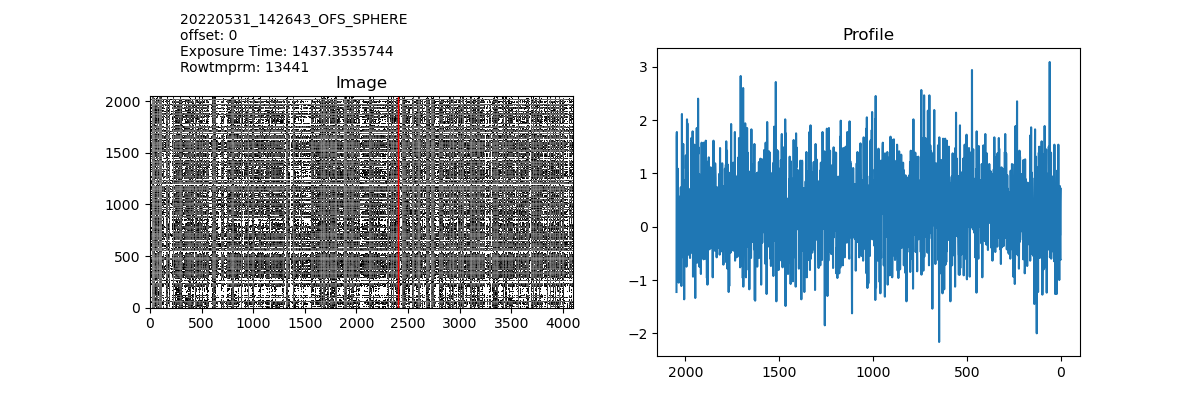 20220531_142643_OFS_SPHERE
offset: 0
Exposure Time: 1437.3535744
Rowtmprm: 13441
Image
2000
1500
1000
500
0
0 500 1000 1500 2000 2500 3000 3500 4000
Profile
3
2
1
0
−1
−2
2000 1500 1000 500 0